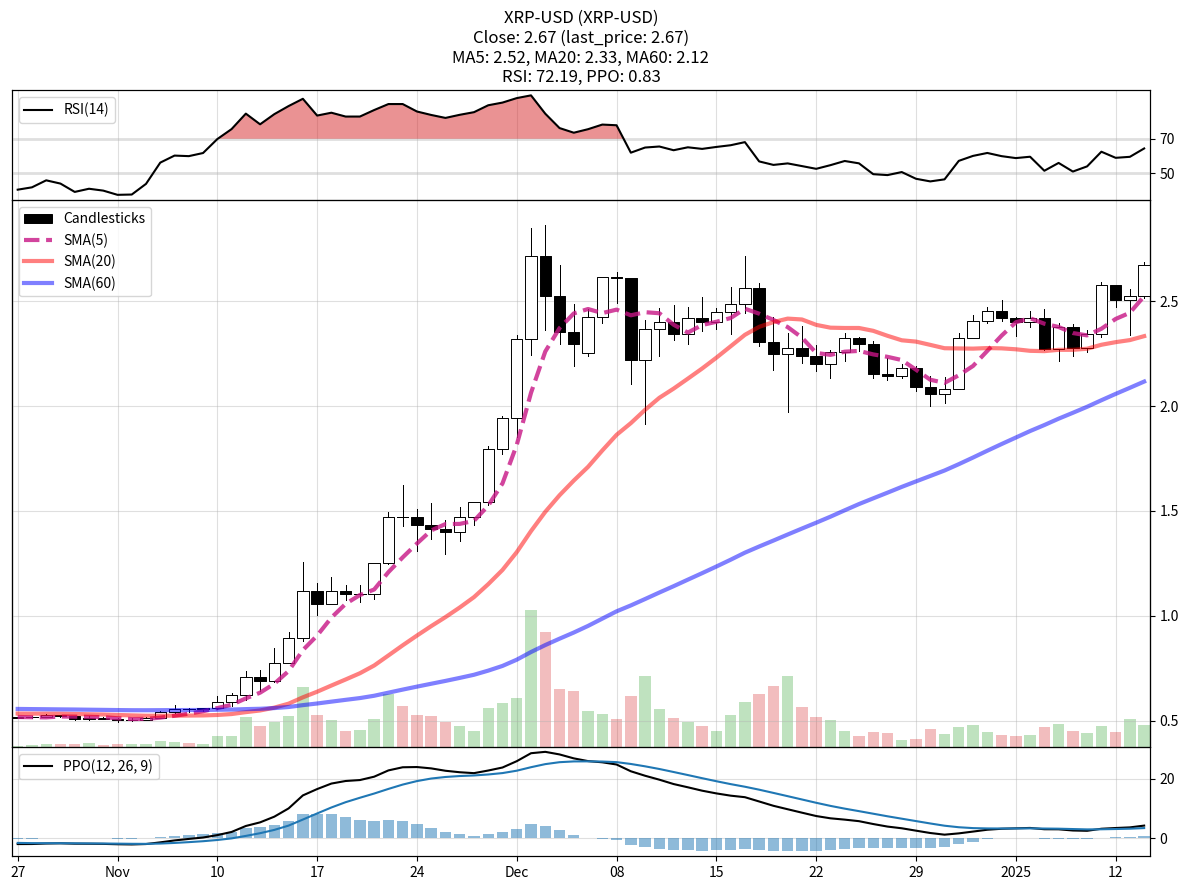 XRP-USD (XRP-USD)
Close: 2.67 (last_price: 2.67)
MA5: 2.52, MA20: 2.33, MA60: 2.12
RSI: 72.19, PPO: 0.83
RSI(14)
70
50
Candlesticks
SMA(5)
SMA(20)
SMA(60)
2.5
2.0
1.5
1.0
0.5
PPO(12, 26, 9)
20
0
27 Nov 10 17 24 Dec 08 15 22 29 2025 12